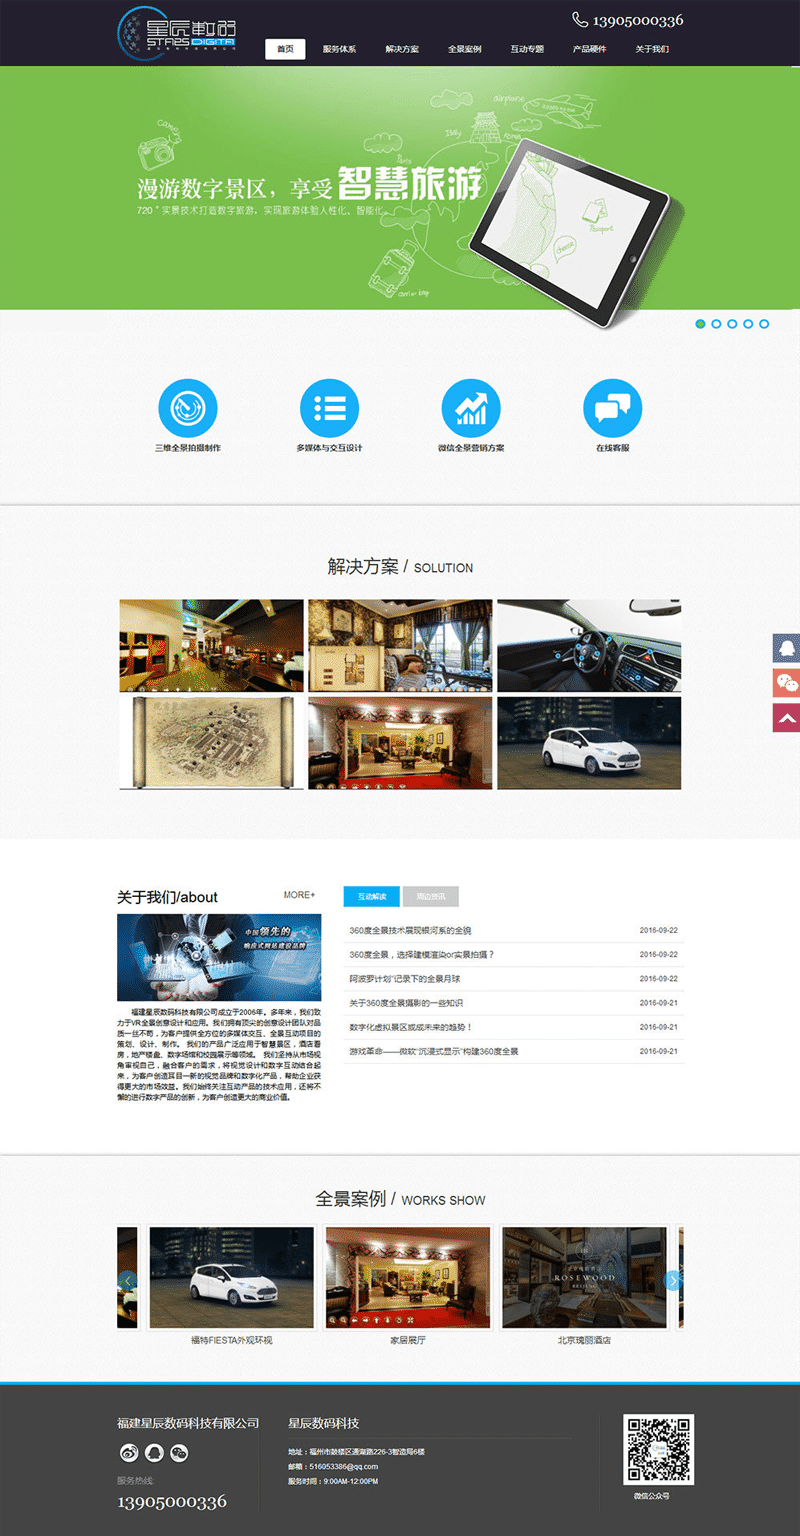 星辰数码
STARS DIGITAL
13905000336
首页 服务体系 解决方案 全景案例 互动专题 产品硬件 关于我们
camera
airplane
Italy
Roma
Paris
漫游数字景区，享受智慧旅游
720°实景技术打造数字旅游，实现旅游体验人性化、智能化。
Passport
choose
carrier bag
三维全景拍摄制作 多媒体与交互设计 微信全景营销方案 在线客服
解决方案 / SOLUTION
关于我们/about MORE+
互动解读 周边资讯
中国领先的
响应式网站建设品牌
福建星辰数码科技有限公司成立于2006年。多年来，我们致
力于VR全景创意设计和应用。我们拥有顶尖的创意设计团队对品
质一丝不苟，为客户提供全方位的多媒体交互、全景互动项目的
策划、设计、制作。 我们的产品广泛应用于智慧景区，酒店看
房，地产楼盘、数字场馆和校园展示等领域。 我们坚持从市场视
角审视自己，融合客户的需求，将视觉设计和数字互动结合起
来，为客户创造耳目一新的视觉品牌和数字化产品，帮助企业获
得更大的市场效益。我们始终关注互动产品的技术应用，还将不
懈的进行数字产品的创新，为客户创造更大的商业价值。
360度全景技术展现银河系的全貌 2016-09-22
360度全景，选择建模渲染or实景拍摄？ 2016-09-22
阿波罗计划”记录下的全景月球 2016-09-22
关于360度全景摄影的一些知识 2016-09-21
数字化虚拟景区或成未来的趋势！ 2016-09-21
游戏革命——微软“沉浸式显示”构建360度全景 2016-09-21
全景案例 / WORKS SHOW
ROSEWOOD
BEIJING
福特FIESTA外观环视 家居展厅 北京瑰丽酒店
福建星辰数码科技有限公司
服务热线:
13905000336
星辰数码科技
地址：福州市鼓楼区通湖路226-3智造局6楼
邮箱：516053386@qq.com
服务时间：9:00AM-12:00PM
微信公众号